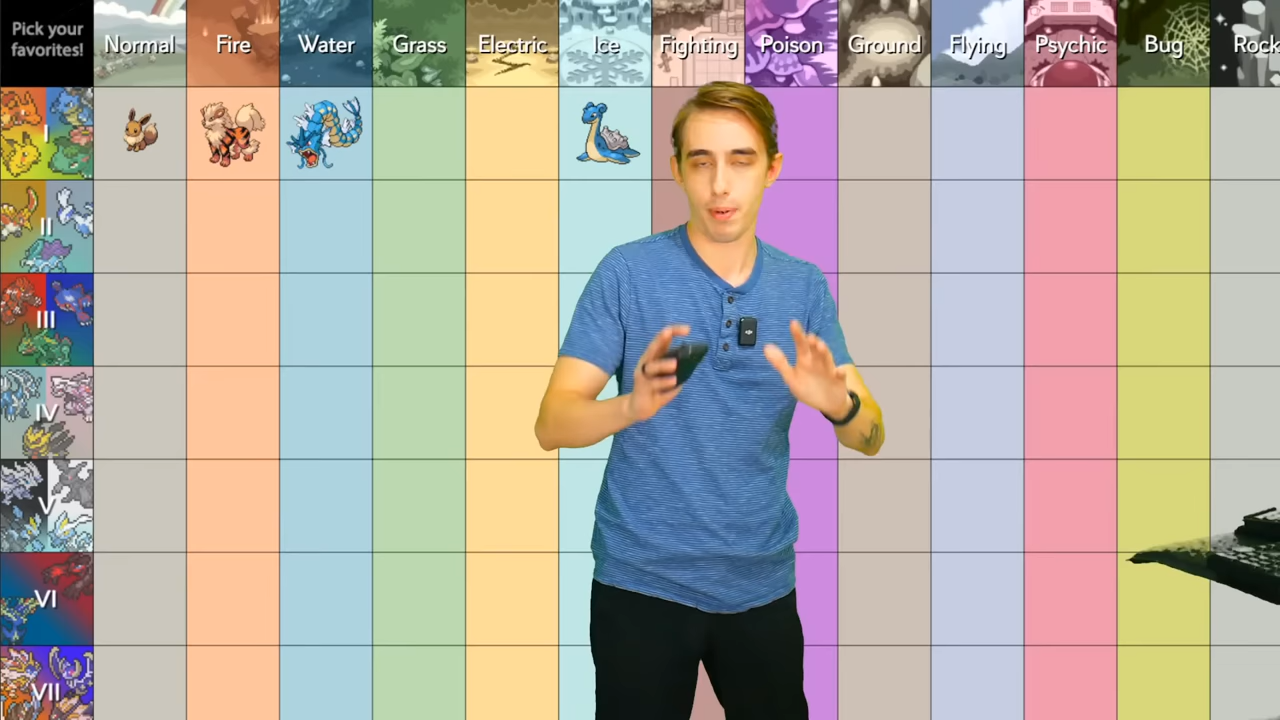 Pick your
favorites!
Normal
Fire
Water
Grass
Electric
Ice
Fighting
Poison
Ground
Flying
Psychic
Bug
Rock
I
II
III
IV
V
VI
VII